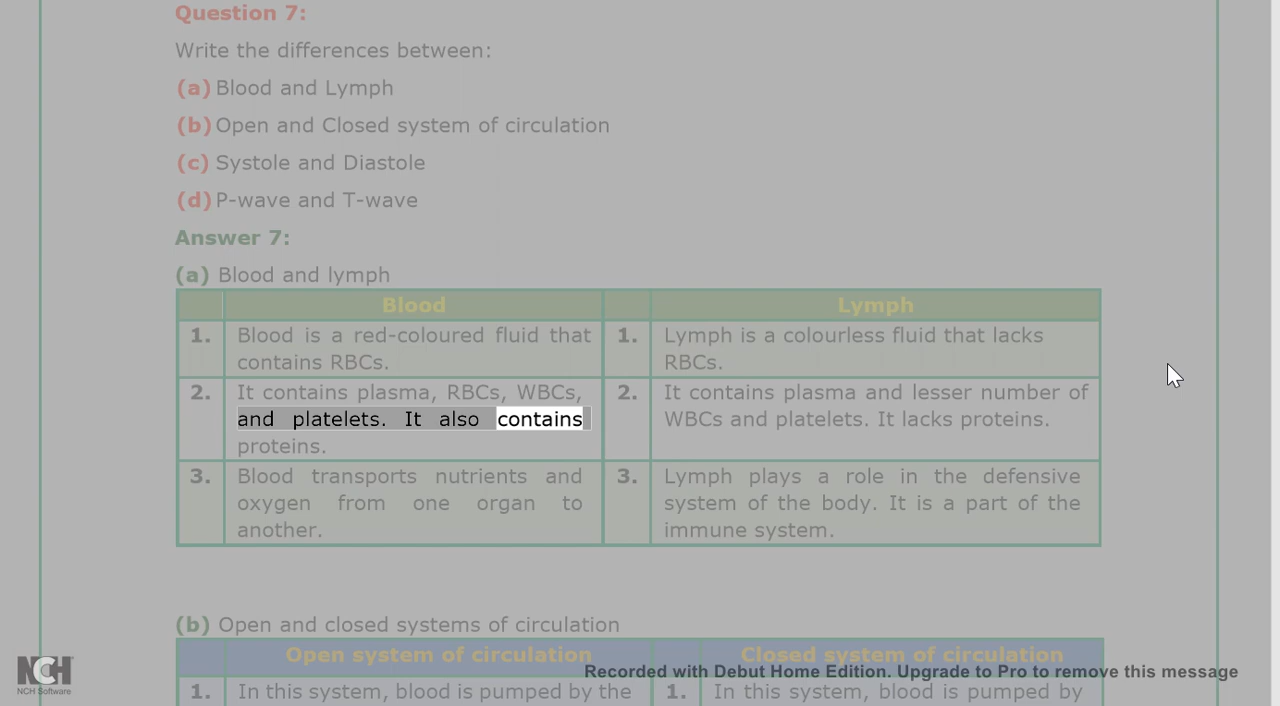 Question 7:
Write the differences between:
(a) Blood and Lymph
(b) Open and Closed system of circulation
(c) Systole and Diastole
(d) P-wave and T-wave
Answer 7:
(a) Blood and lymph
Blood
Lymph
1.
Blood is a red-coloured fluid that
contains RBCs.
1.
Lymph is a colourless fluid that lacks
RBCs.
2.
It contains plasma, RBCs, WBCs,
and platelets. It also contains
proteins.
2.
It contains plasma and lesser number of
WBCs and platelets. It lacks proteins.
3.
Blood transports nutrients and
oxygen from one organ to
another.
3.
Lymph plays a role in the defensive
system of the body. It is a part of the
immune system.
(b) Open and closed systems of circulation
Open system of circulation
Closed system of circulation
1.
In this system, blood is pumped by the
1.
In this system, blood is pumped by
NCH
NCH Software
Recorded with Debut Home Edition. Upgrade to Pro to remove this message